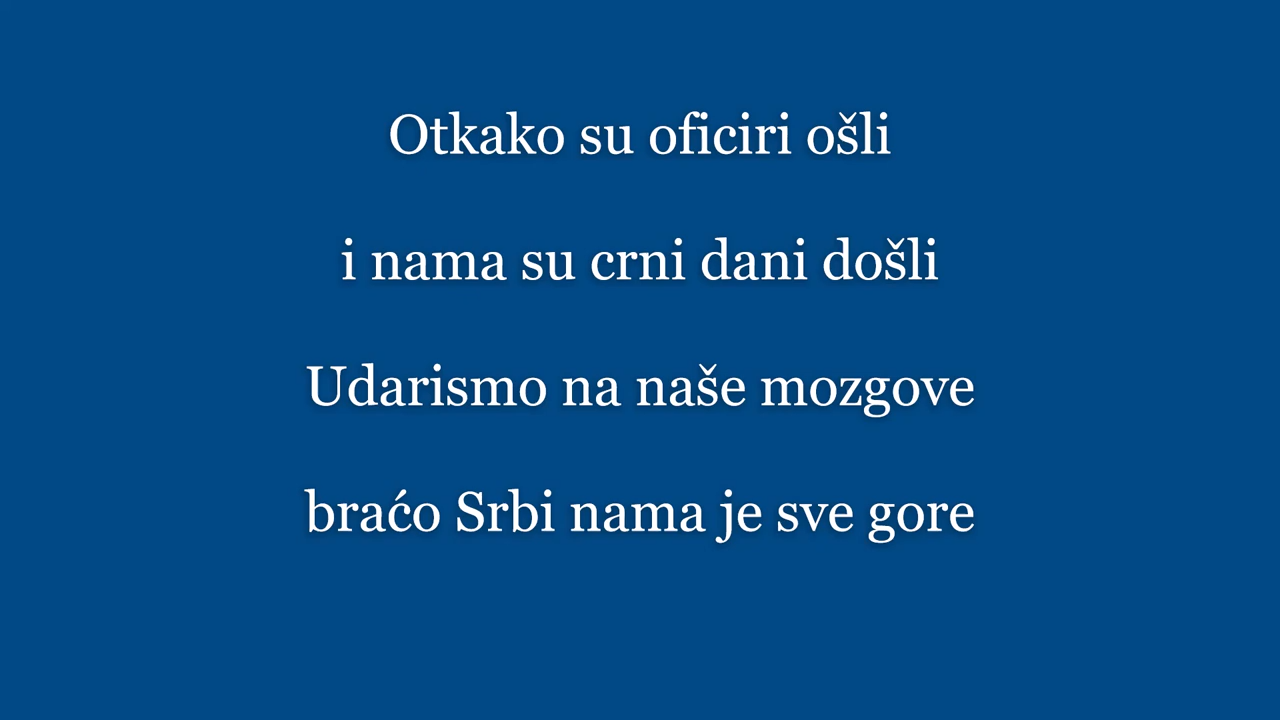 Otkako su oficiri ošli
i nama su crni dani došli
Udarismo na naše mozgove
braćo Srbi nama je sve gore